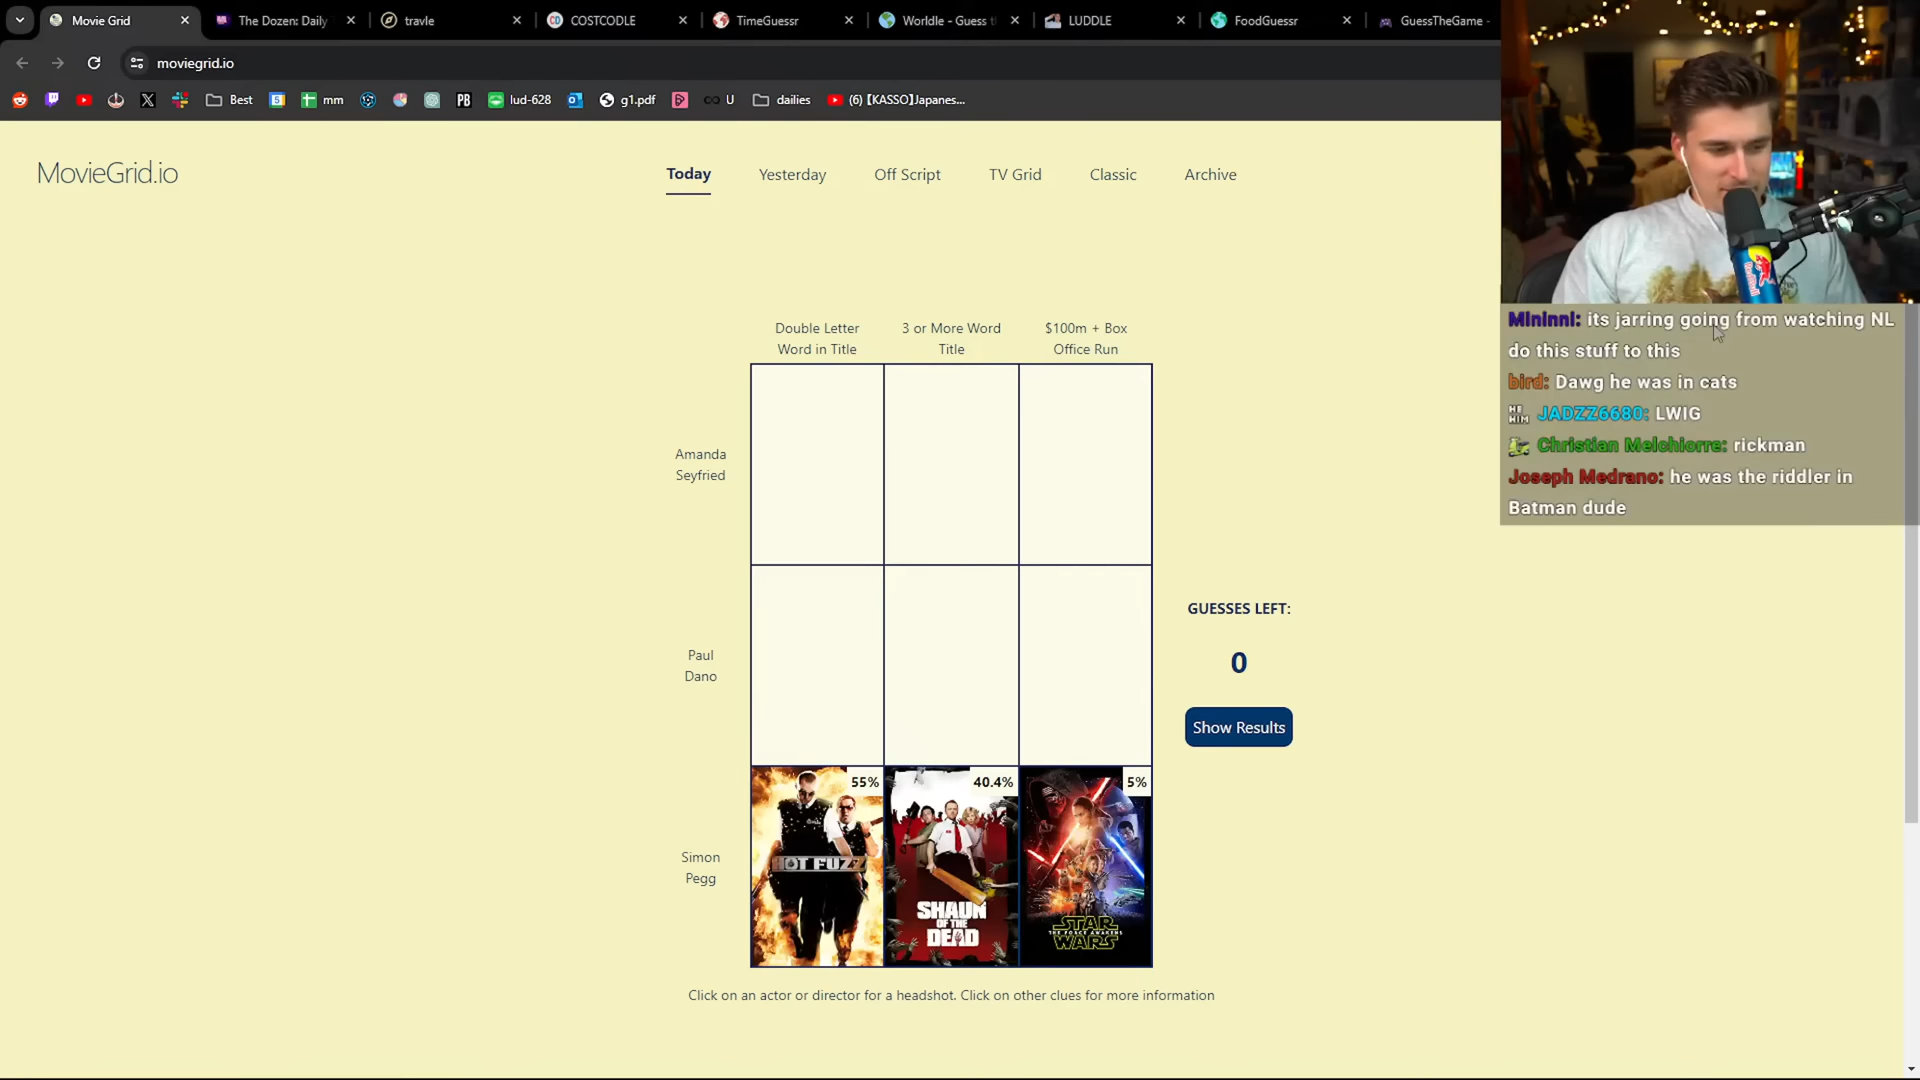 Movie Grid
The Dozen: Daily
travle
COSTCODLE
TimeGuessr
Worldle - Guess t
LUDDLE
FoodGuessr
GuessTheGame -
moviegrid.io
Best
mm
PB
lud-628
g1.pdf
U
dailies
(6) 【KASSO】Japanes...
MovieGrid.io
Today
Yesterday
Off Script
TV Grid
Classic
Archive
Double Letter
Word in Title
3 or More Word
Title
$100m + Box
Office Run
Amanda
Seyfried
Paul
Dano
Simon
Pegg
55%
HOT FUZZ
40.4%
SHAUN
OF THE
DEAD
5%
STAR
THE FORCE AWAKENS
WARS
GUESSES LEFT:
0
Show Results
Click on an actor or director for a headshot. Click on other clues for more information
Mininni: its jarring going from watching NL
do this stuff to this
bird: Dawg he was in cats
HE HIM JADZZ6680: LWIG
Christian Melchiorre: rickman
Joseph Medrano: he was the riddler in
Batman dude